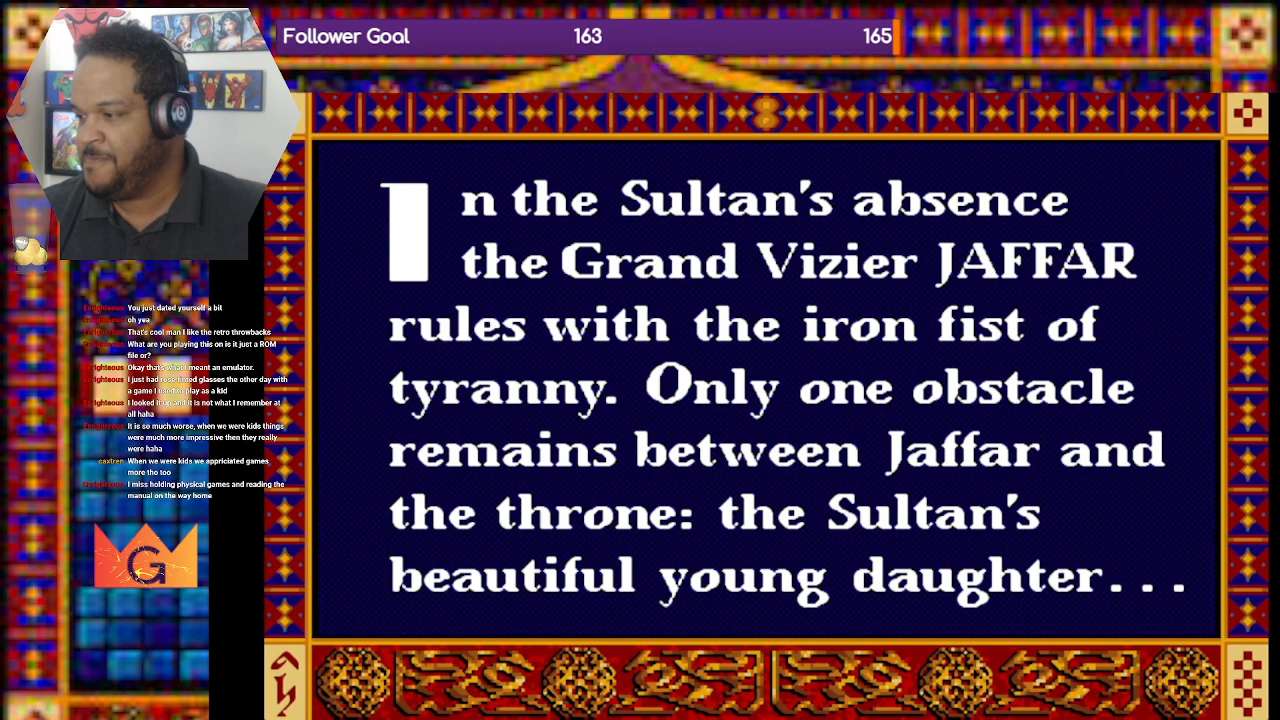 Follower Goal 163 165
In the Sultan's absence
the Grand Vizier JAFFAR
rules with the iron fist of
tyranny. Only one obstacle
remains between Jaffar and
the throne: the Sultan's
beautiful young daughter...
You just dated yourself a bit
oh yea
That's cool man I like the retro throwbacks
What are you playing this on is it just a ROM
file or?
Okay thats what I meant an emulator.
I just had rose tinted glasses the other day with
a game I used to play as a kid
I looked it up and it is not what I remember at
all haha
It is so much worse, when we were kids things
were much more impressive then they really
were haha
caxtren When we were kids we appriciated games
more tho too
I miss holding physical games and reading the
manual on the way home
G